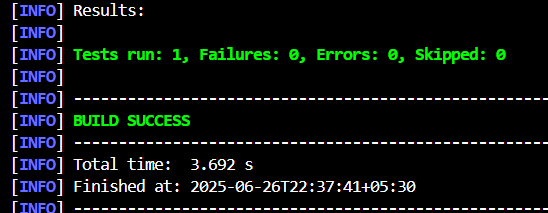 [INFO] Results:
[INFO]
[INFO] Tests run: 1, Failures: 0, Errors: 0, Skipped: 0
[INFO]
[INFO] -----------------------------------------------------
[INFO] BUILD SUCCESS
[INFO] -----------------------------------------------------
[INFO] Total time:  3.692 s
[INFO] Finished at: 2025-06-26T22:37:41+05:30
[INFO] -----------------------------------------------------